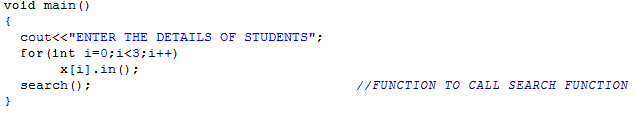 void main()
{
cout<<"ENTER THE DETAILS OF STUDENTS";
for(int i=0;i<3;i++)
x[i].in();
search(); //FUNCTION TO CALL SEARCH FUNCTION
}